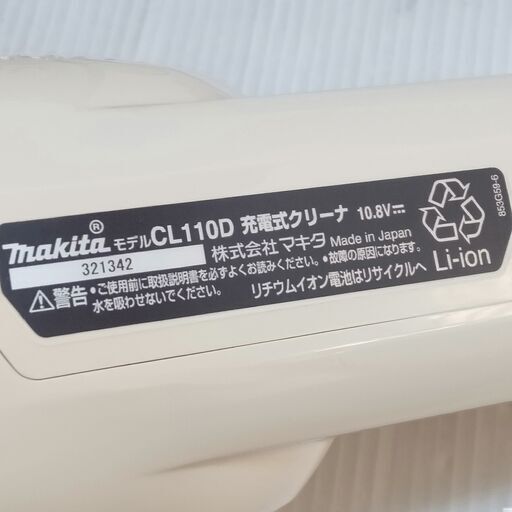 makita® モデルCL110D 充電式クリーナ 10.8V⎓
株式会社マキタ Made in Japan
321342
⚠警告 •ご使用前に取扱説明書を必ずよくお読みください。•故障の原因になります。
水を吸わせないでください。
リチウムイオン電池はリサイクルへ
Li-ion
853G59-6